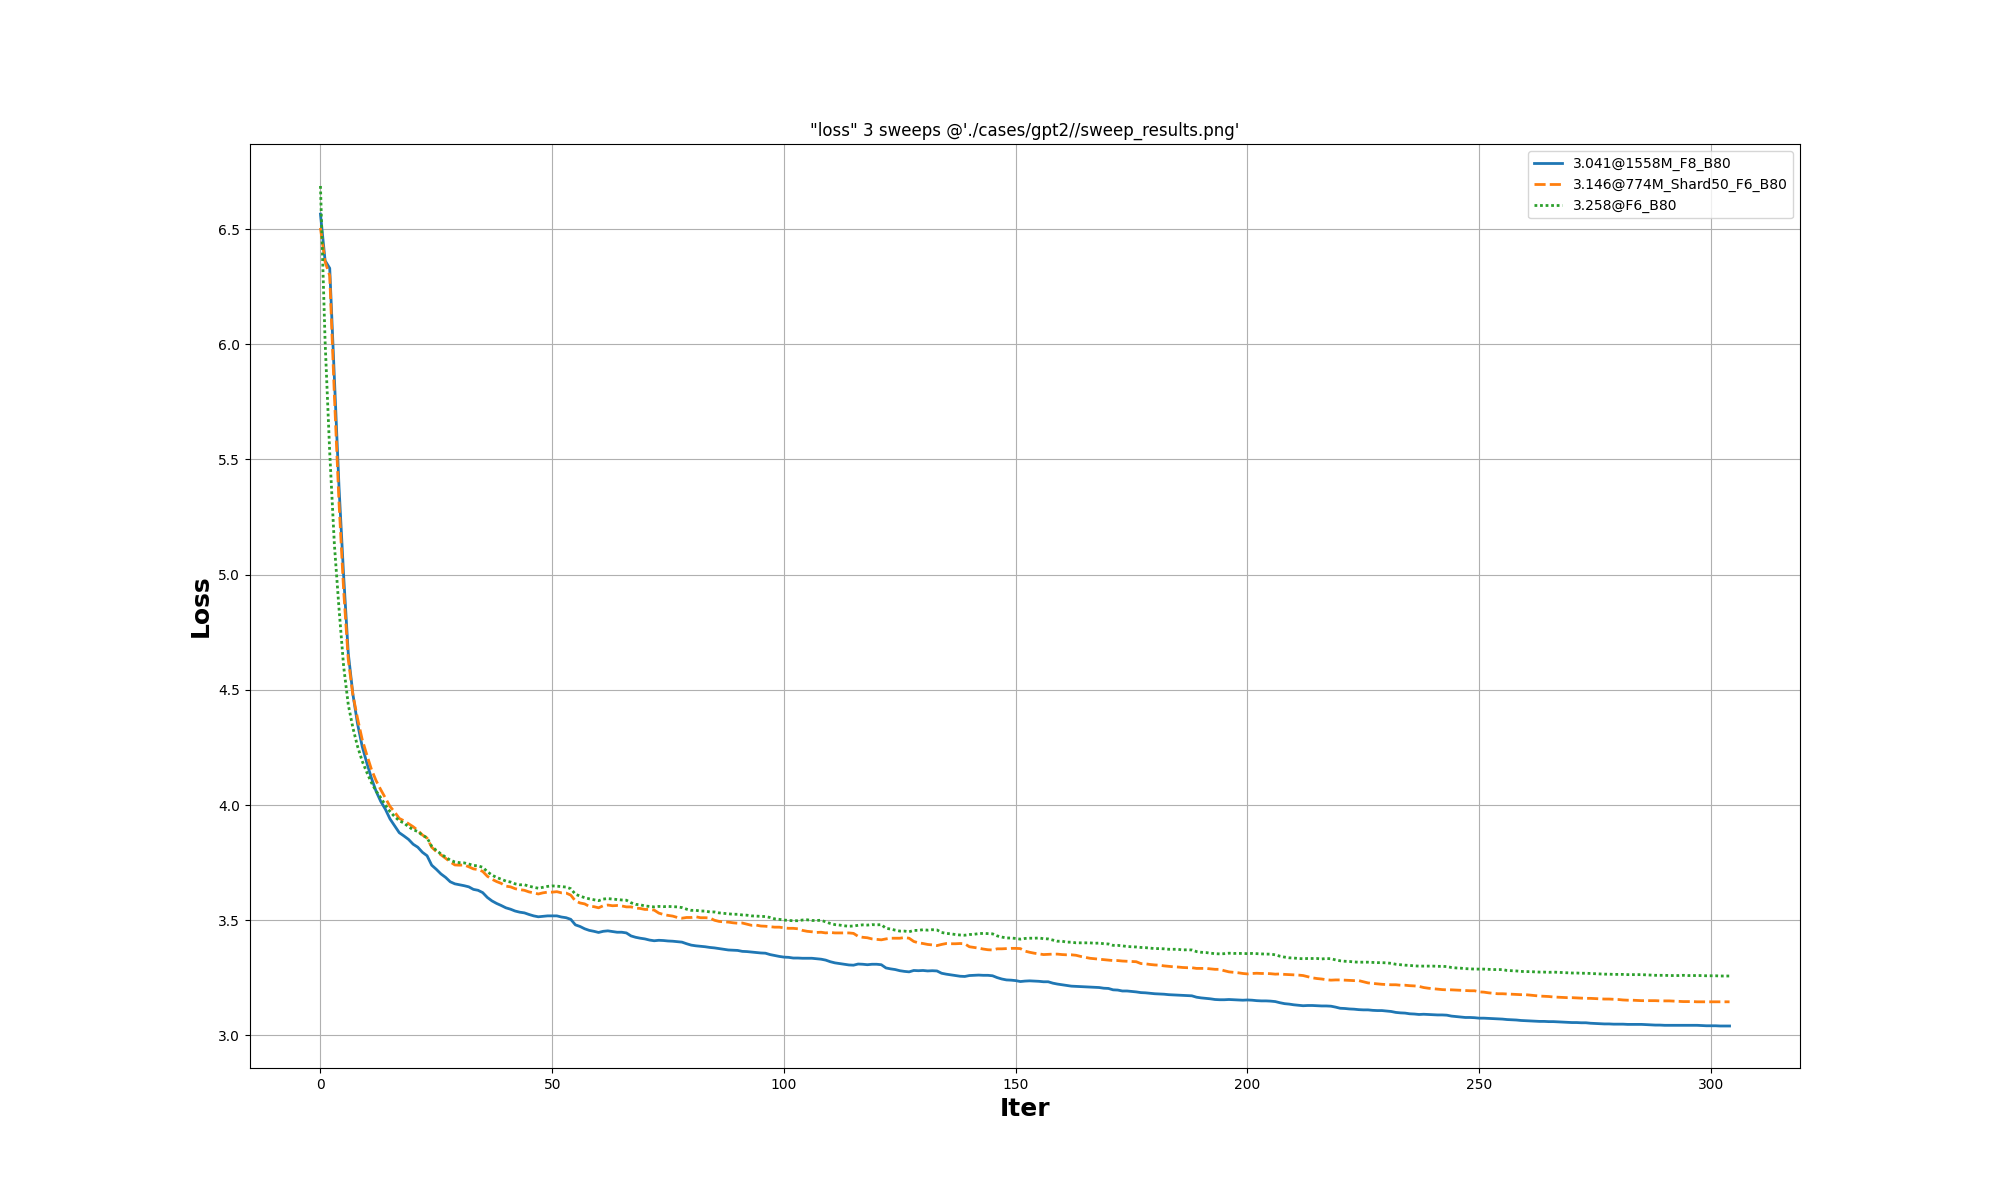 "loss" 3 sweeps @'./cases/gpt2//sweep_results.png'
3.041@1558M_F8_B80
3.146@774M_Shard50_F6_B80
3.258@F6_B80
6.5
6.0
5.5
5.0
4.5
4.0
3.5
3.0
Loss
0 50 100 150 200 250 300
Iter